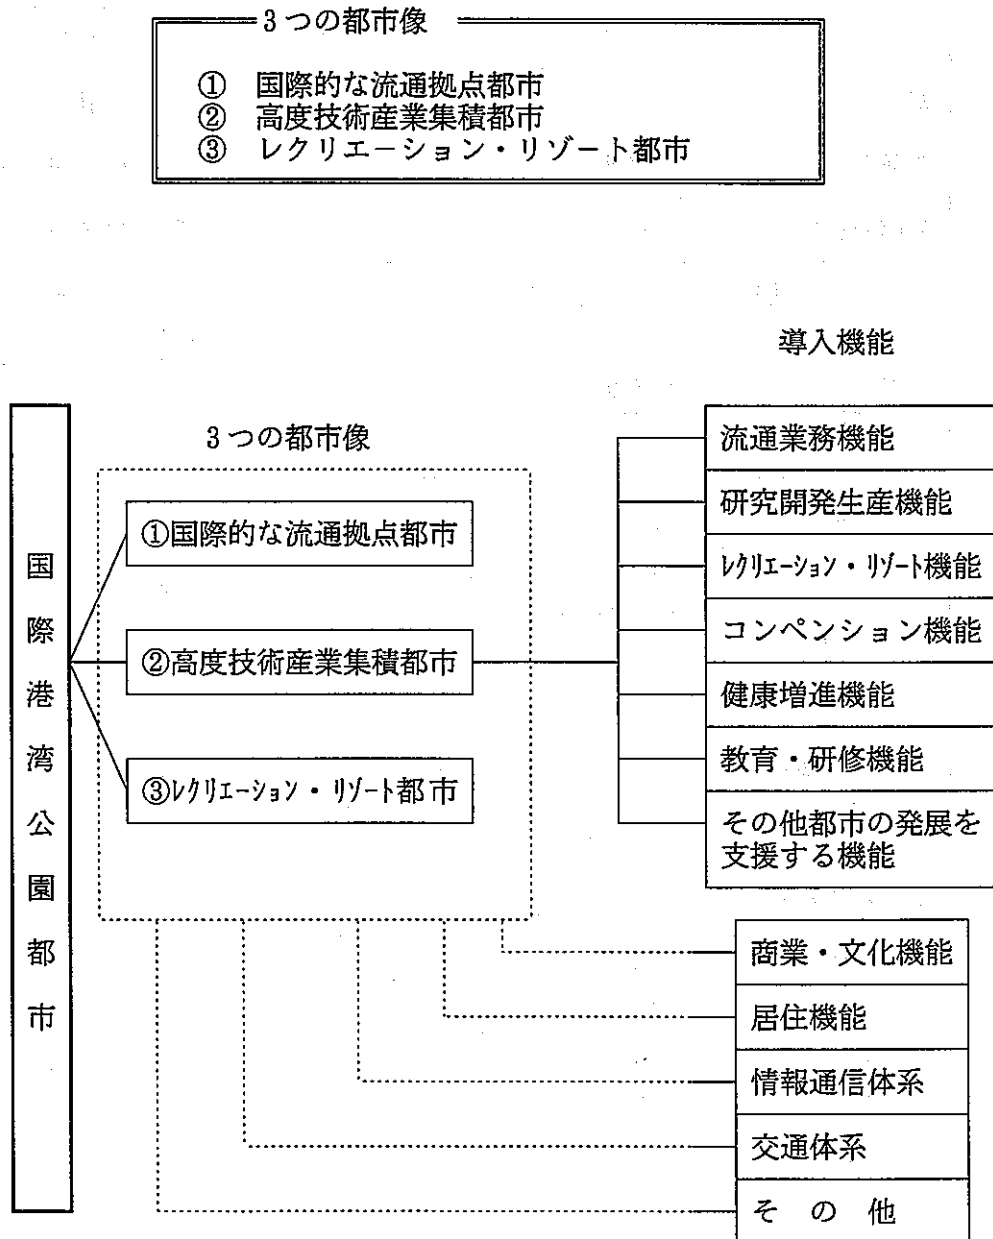 3つの都市像
① 国際的な流通拠点都市
② 高度技術産業集積都市
③ レクリエーション・リゾート都市
導入機能
国際港湾公園都市
3つの都市像
①国際的な流通拠点都市
②高度技術産業集積都市
③ﾚｸﾘｴｰｼｮﾝ・ﾘｿﾞｰﾄ都市
流通業務機能
研究開発生産機能
ﾚｸﾘｴｰｼｮﾝ・ﾘｿﾞｰﾄ機能
コンペンション機能
健康増進機能
教育・研修機能
その他都市の発展を
支援する機能
商業・文化機能
居住機能
情報通信体系
交通体系
そ の 他